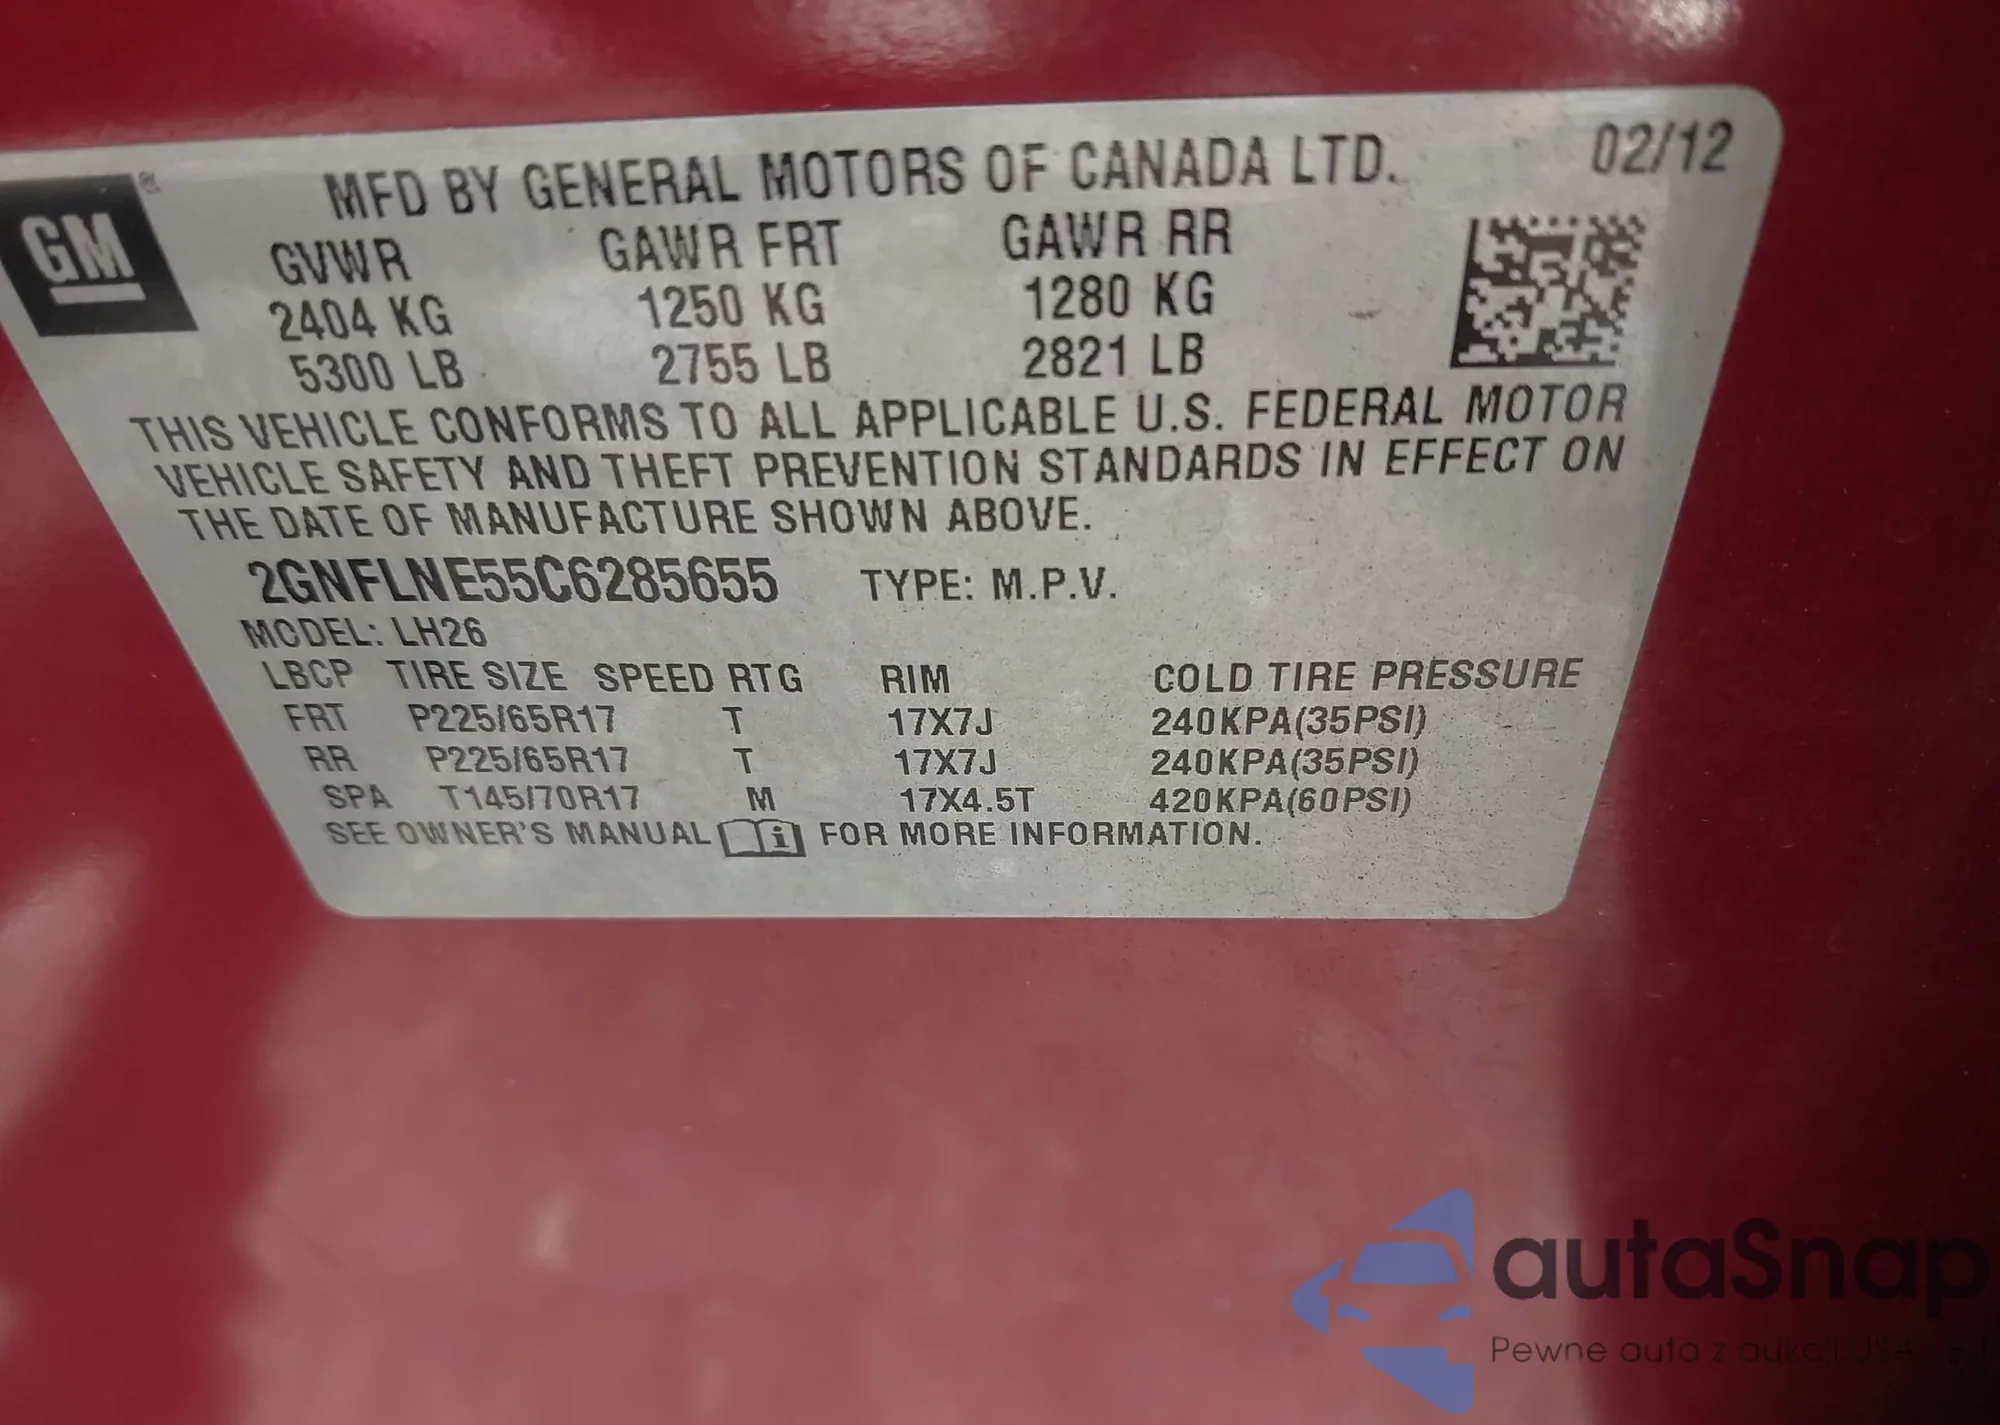 MFD BY GENERAL MOTORS OF CANADA LTD. 02/12
GM®
GVWR GAWR FRT GAWR RR
2404 KG 1250 KG 1280 KG
5300 LB 2755 LB 2821 LB
THIS VEHICLE CONFORMS TO ALL APPLICABLE U.S. FEDERAL MOTOR
VEHICLE SAFETY AND THEFT PREVENTION STANDARDS IN EFFECT ON
THE DATE OF MANUFACTURE SHOWN ABOVE.
2GNFLNE55C6285655 TYPE: M.P.V.
MODEL: LH26
LBCP TIRE SIZE SPEED RTG RIM COLD TIRE PRESSURE
FRT P225/65R17 T 17X7J 240KPA(35PSI)
RR P225/65R17 T 17X7J 240KPA(35PSI)
SPA T145/70R17 M 17X4.5T 420KPA(60PSI)
SEE OWNER'S MANUAL FOR MORE INFORMATION.
autaSnap
Pewne auta z aukcji USA